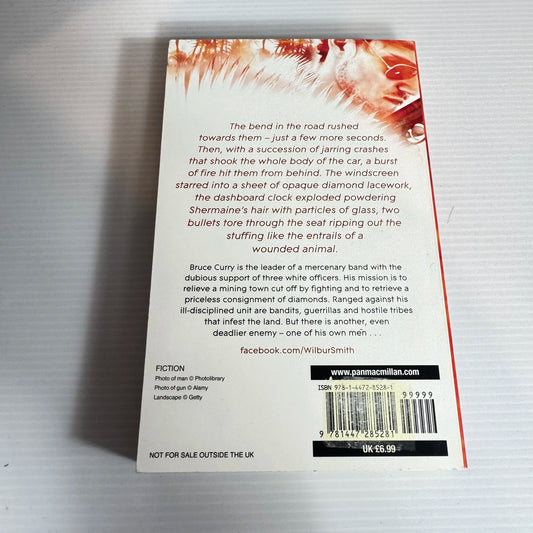 The bend in the road rushed
towards them – just a few more seconds.
Then, with a succession of jarring crashes
that shook the whole body of the car, a burst
of fire hit them from behind. The windscreen
starred into a sheet of opaque diamond lacework,
the dashboard clock exploded powdering
Shermaine's hair with particles of glass, two
bullets tore through the seat ripping out the
stuffing like the entrails of a
wounded animal.
Bruce Curry is the leader of a mercenary band with the
dubious support of three white officers. His mission is to
relieve a mining town cut off by fighting and to retrieve a
priceless consignment of diamonds. Ranged against his
ill-disciplined unit are bandits, guerrillas and hostile tribes
that infest the land. But there is another, even
deadlier enemy – one of his own men . . .
facebook.com/WilburSmith
FICTION
Photo of man © Photolibrary
Photo of gun © Alamy
Landscape © Getty
NOT FOR SALE OUTSIDE THE UK
www.panmacmillan.com
ISBN 978-1-4472-8528-1
99999
9 781447 285281
UK £6.99